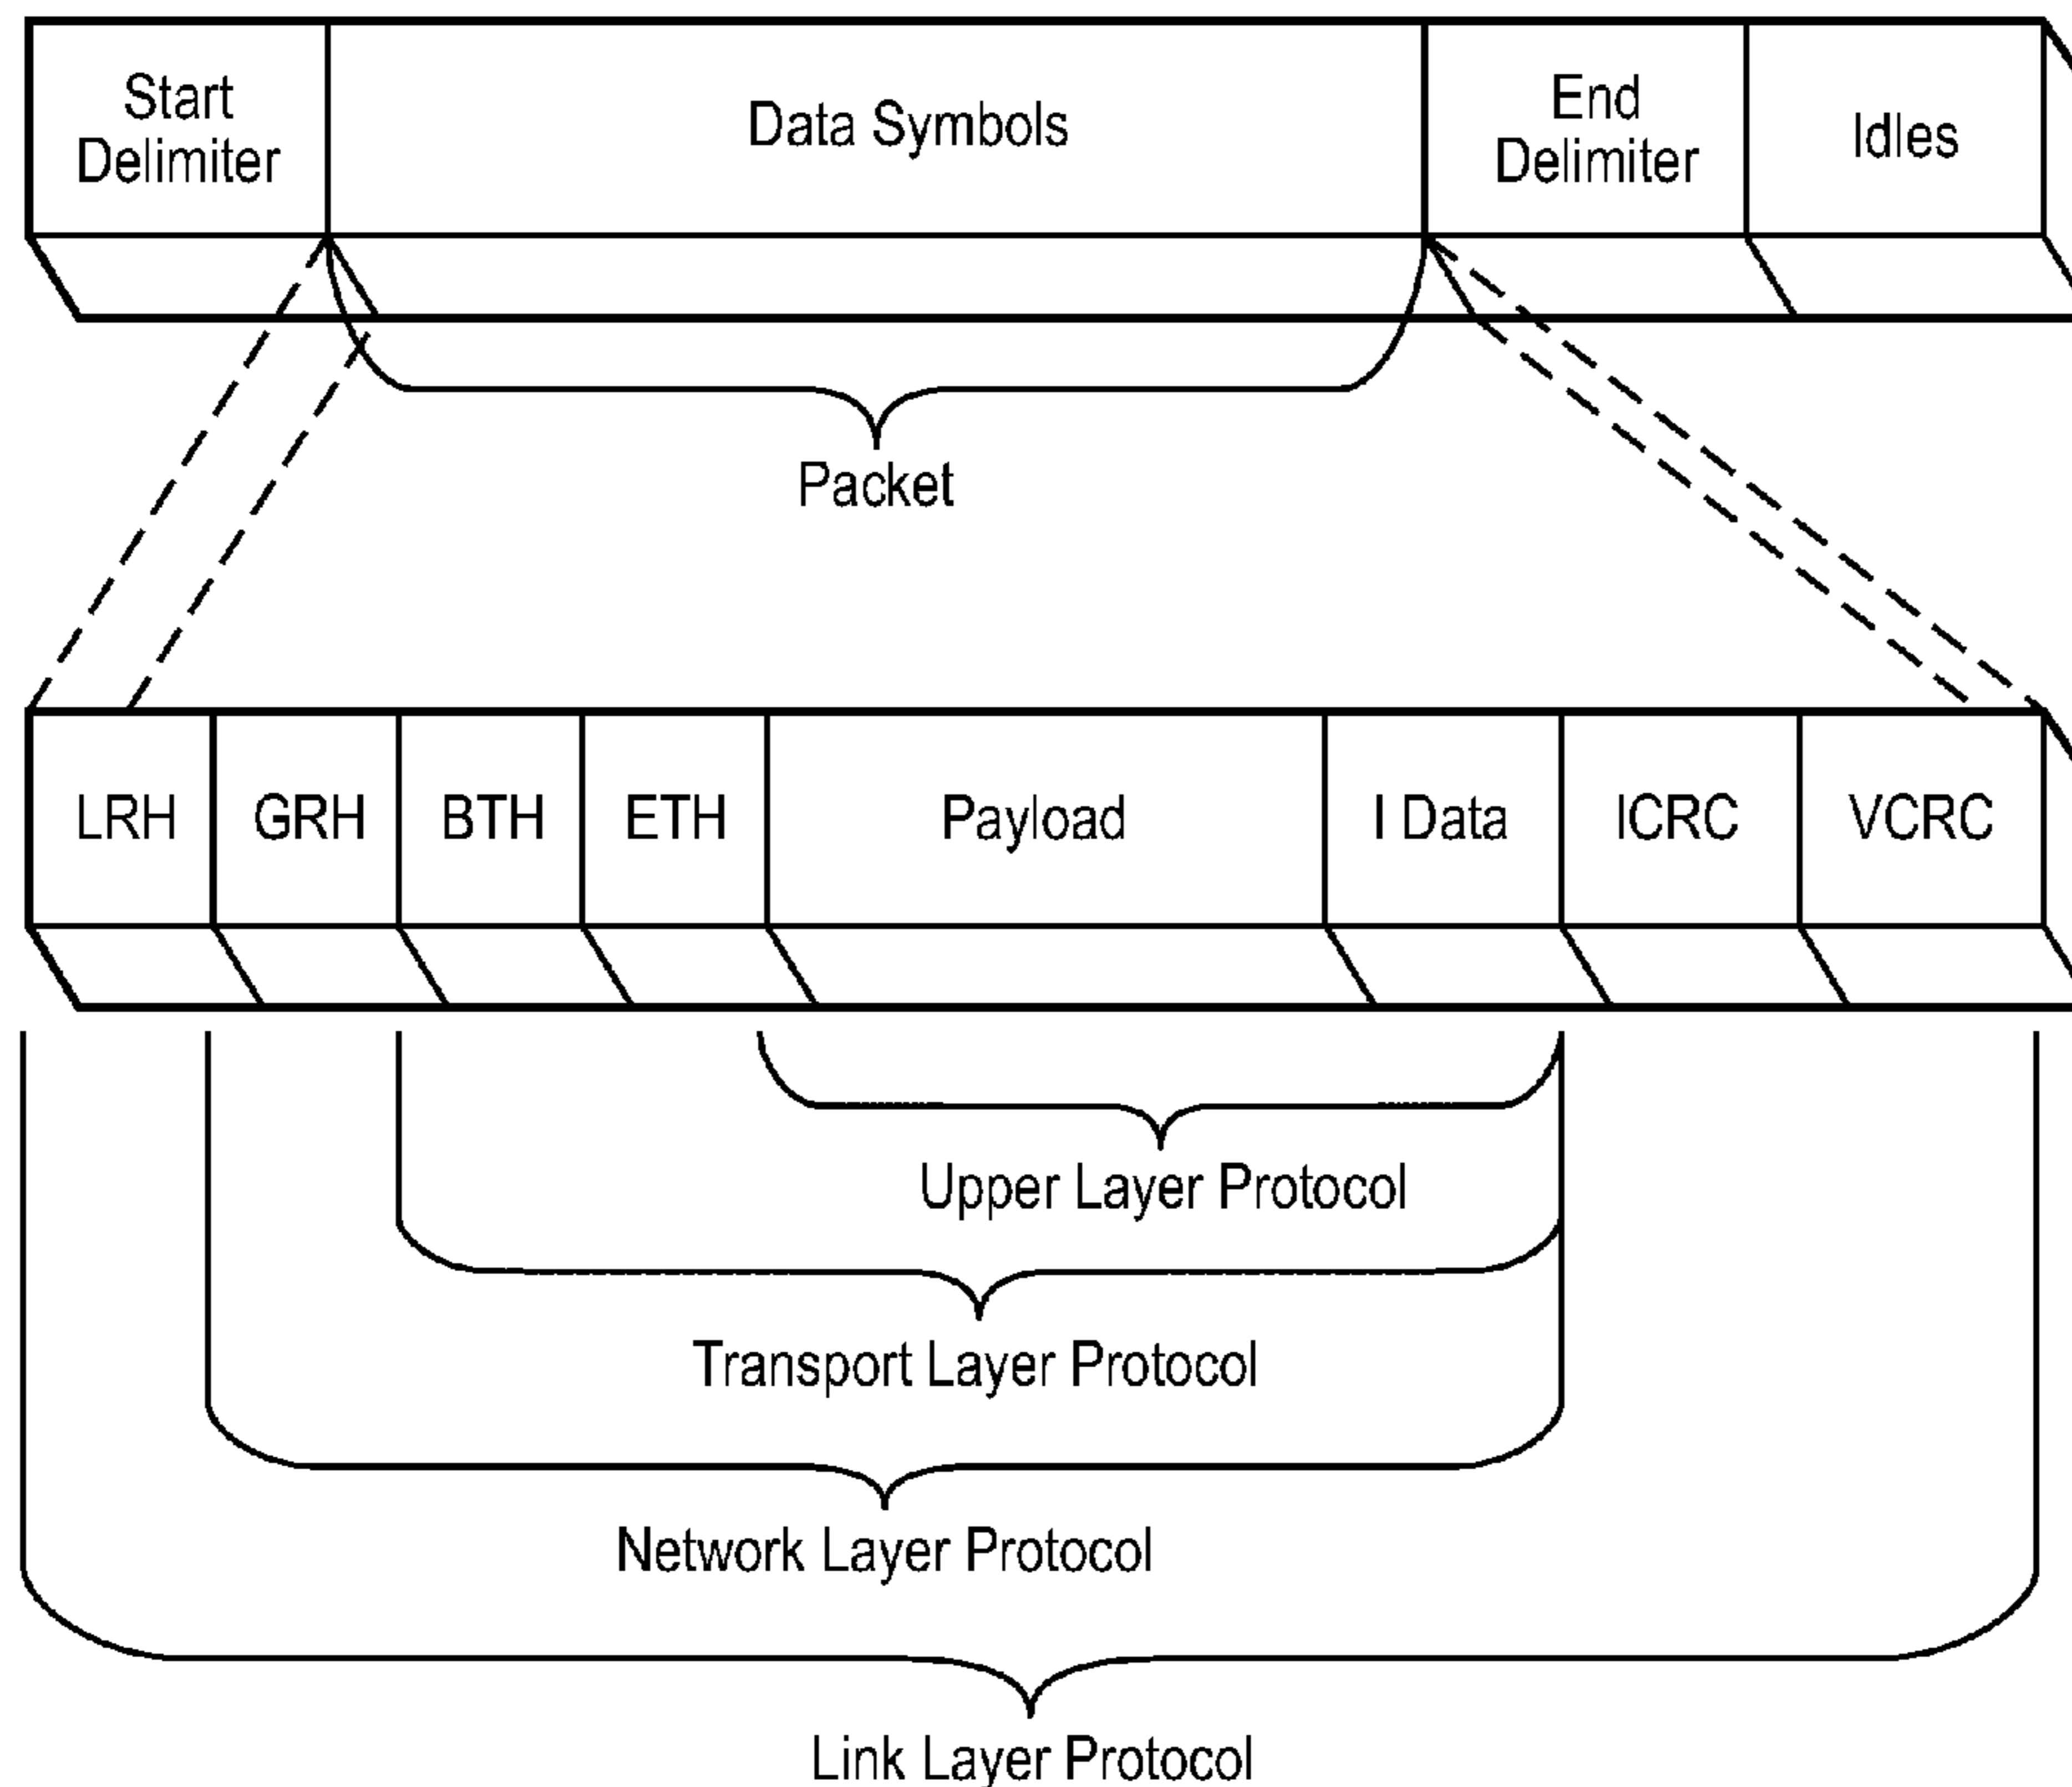 Start
Delimiter
Data Symbols
End
Delimiter
Idles
Packet
LRH
GRH
BTH
ETH
Payload
I Data
ICRC
VCRC
Upper Layer Protocol
Transport Layer Protocol
Network Layer Protocol
Link Layer Protocol